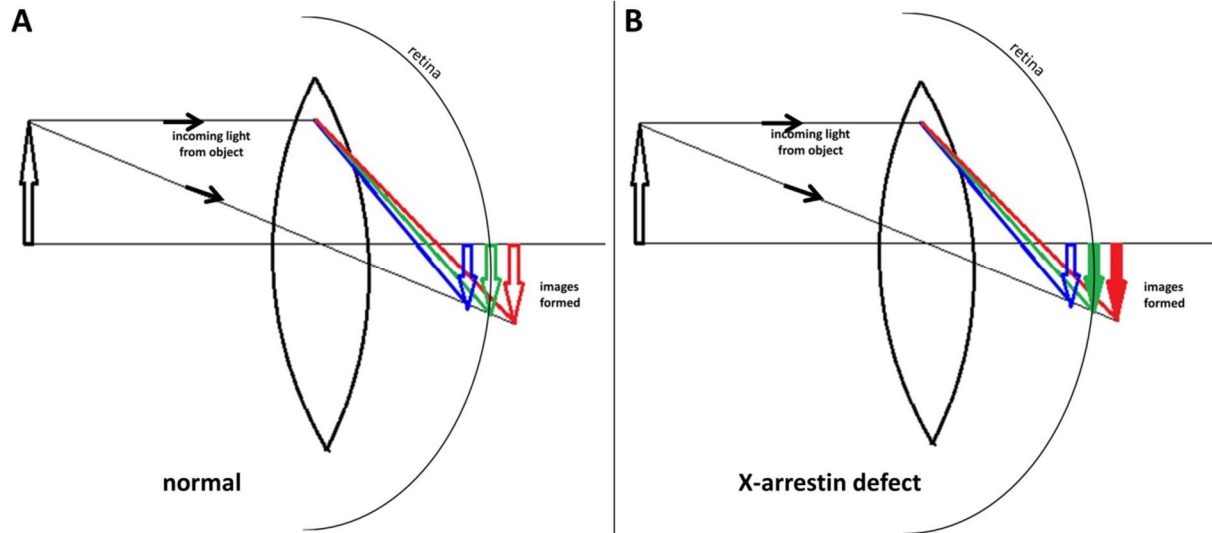 A
retina
incoming light
from object
images
formed
normal
B
retina
incoming light
from object
images
formed
X-arrestin defect